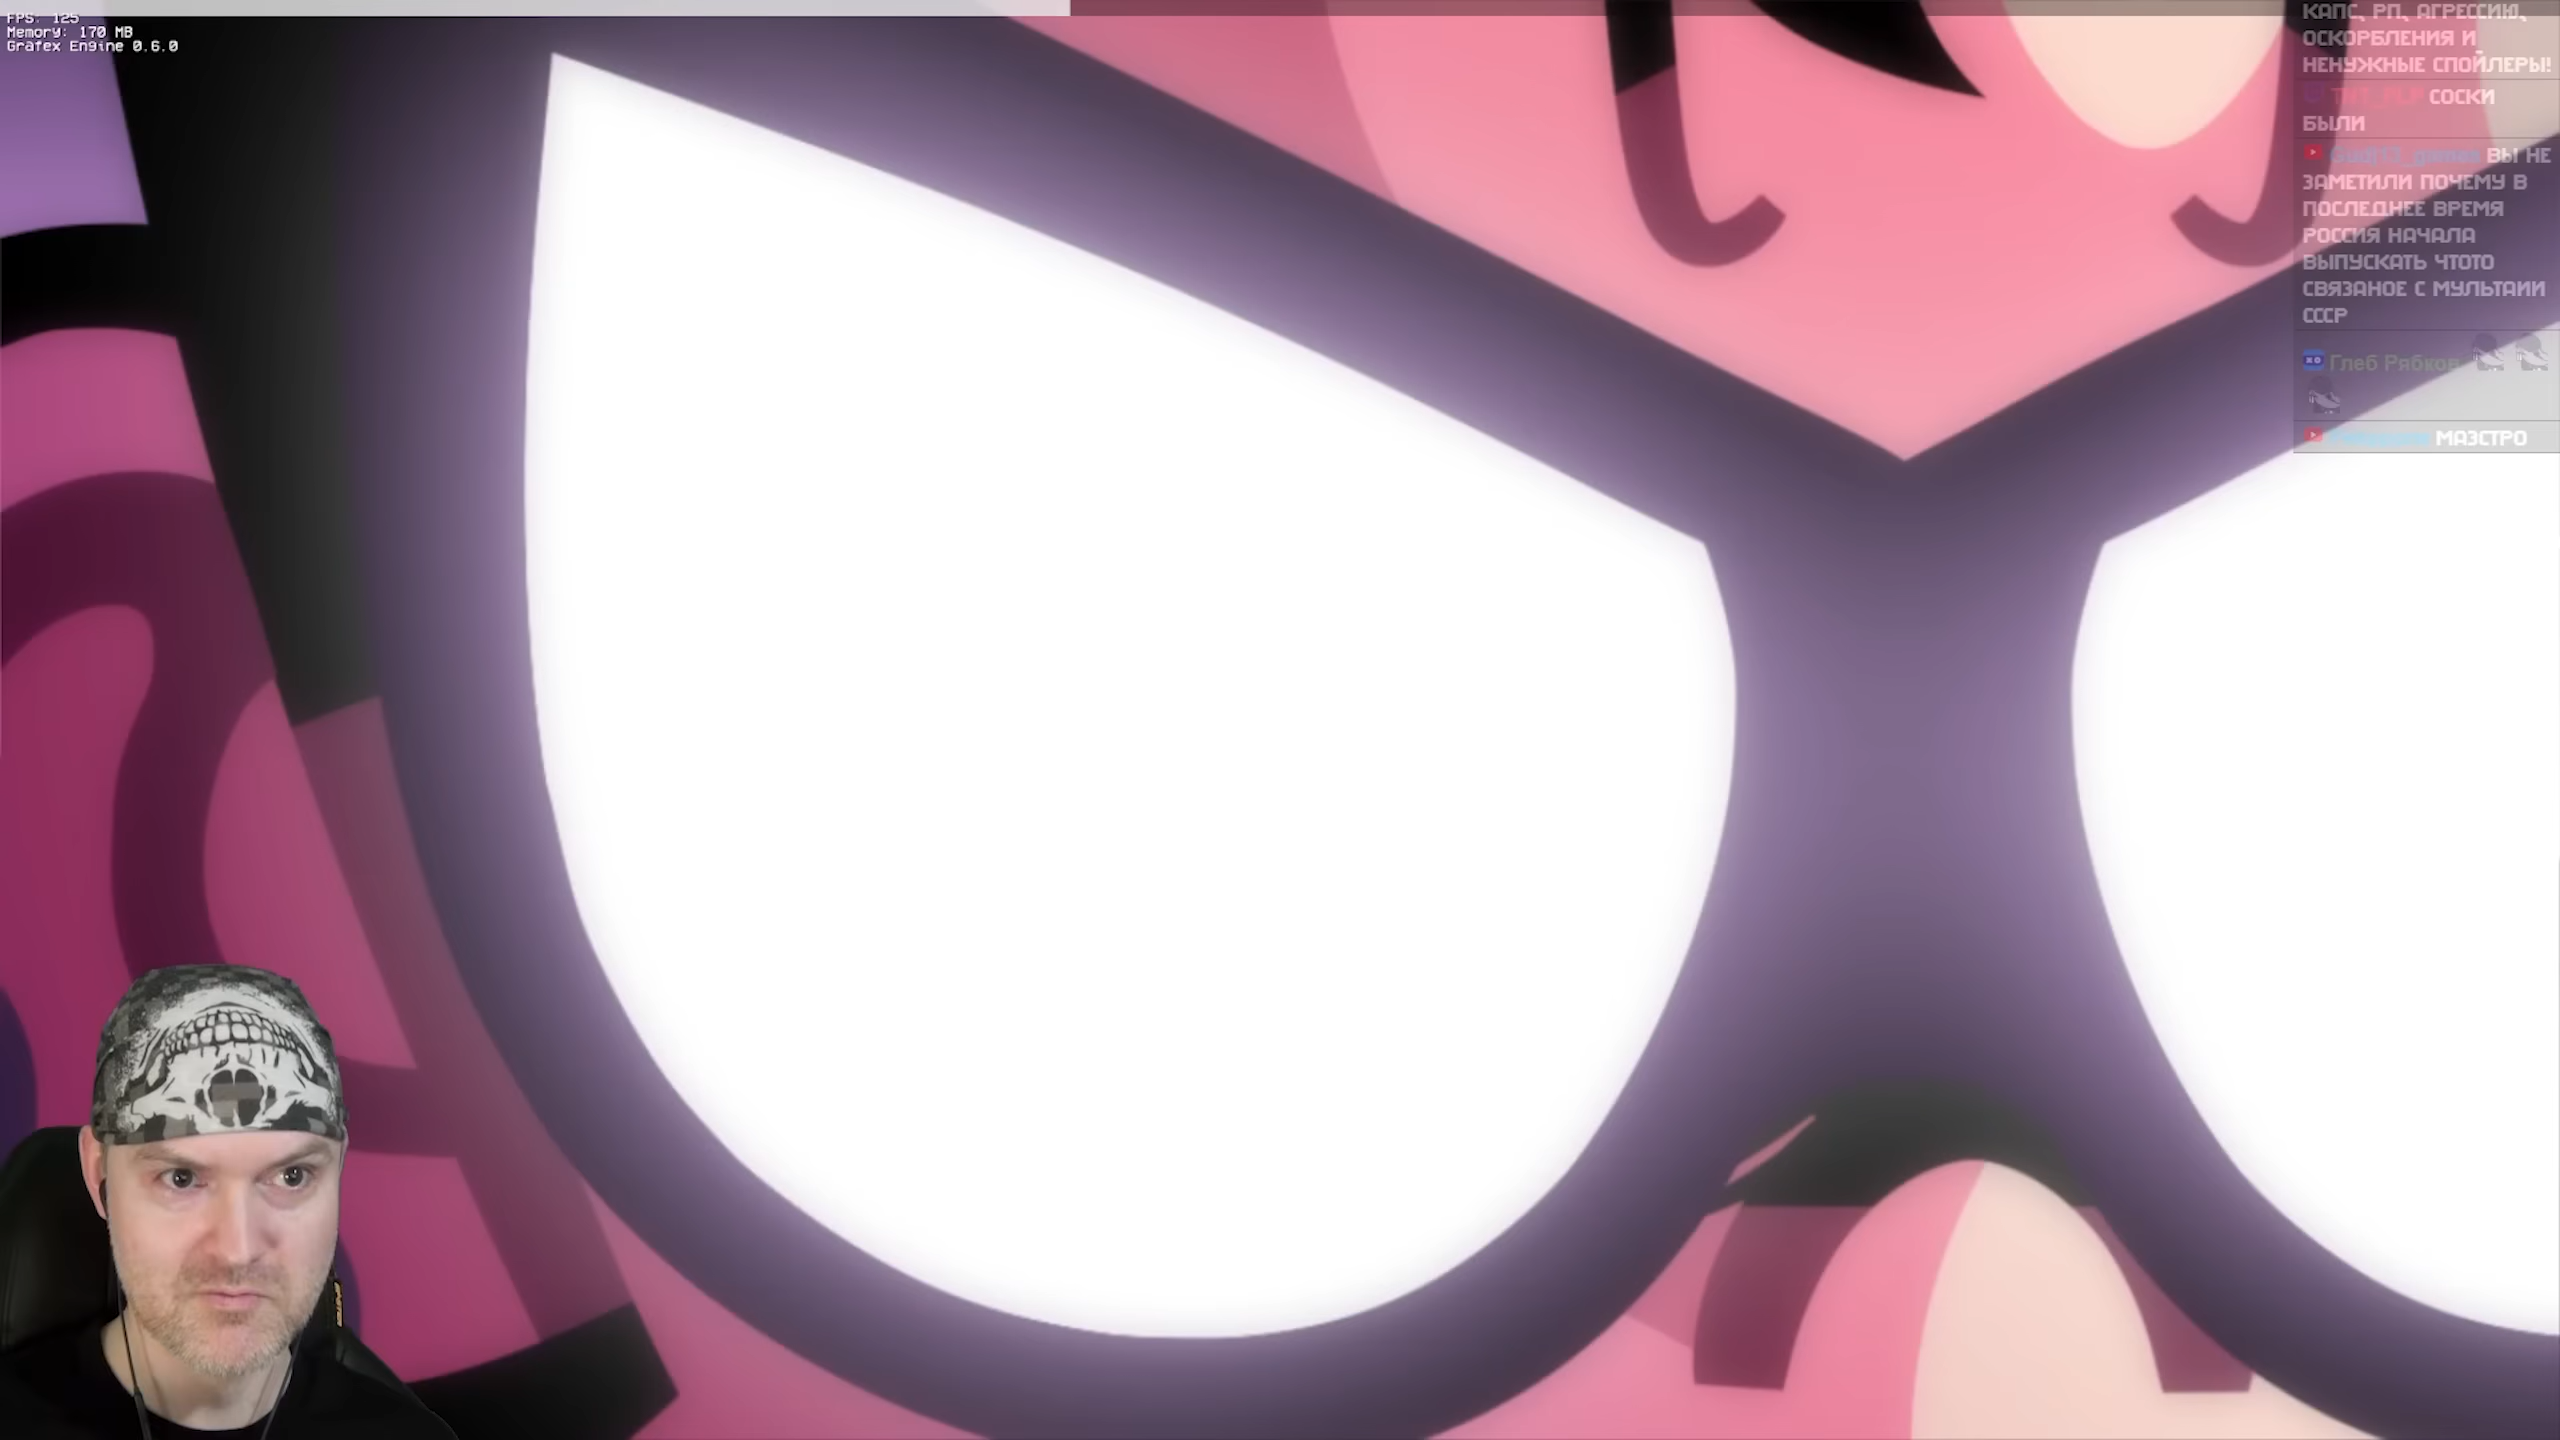 FPS: 125
Memory: 170 MB
Grafex Engine 0.6.0
КАПС, РП, АГРЕССИЮ,
ОСКОРБЛЕНИЯ И
НЕНУЖНЫЕ СПОЙЛЕРЫ!
СОСКИ
БЫЛИ
ВЫ НЕ
ЗАМЕТИЛИ ПОЧЕМУ В
ПОСЛЕДНЕЕ ВРЕМЯ
РОССИЯ НАЧАЛА
ВЫПУСКАТЬ ЧТОТО
СВЯЗАНОЕ С МУЛЬТАИИ
СССР
Глеб Рябков
МАЭСТРО